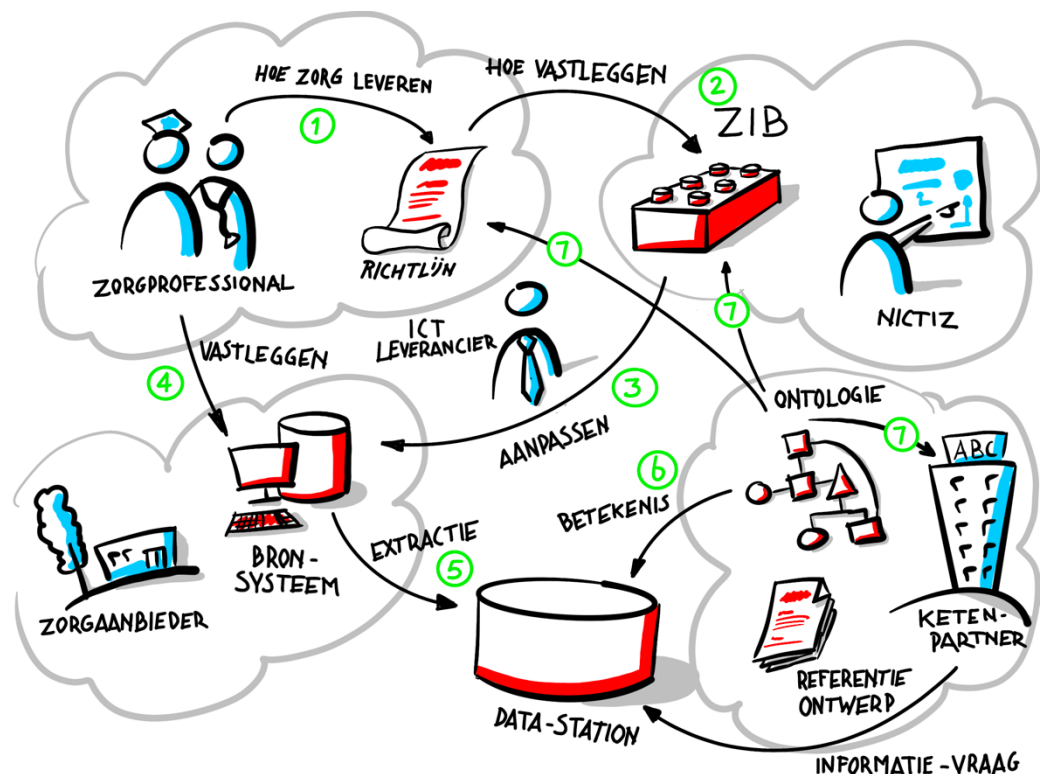 HOE ZORG LEVEREN
1
HOE VASTLEGGEN
2
ZIB
ZORGPROFESSIONAL
RICHTLIJN
7
7
NICTIZ
ICT
LEVERANCIER
VASTLEGGEN
4
3
AANPASSEN
ONTOLOGIE
7
ABC
6
BETEKENIS
EXTRACTIE
5
BRON-
SYSTEEM
ZORGAANBIEDER
DATA-STATION
REFERENTIE
ONTWERP
KETEN-
PARTNER
INFORMATIE-VRAAG